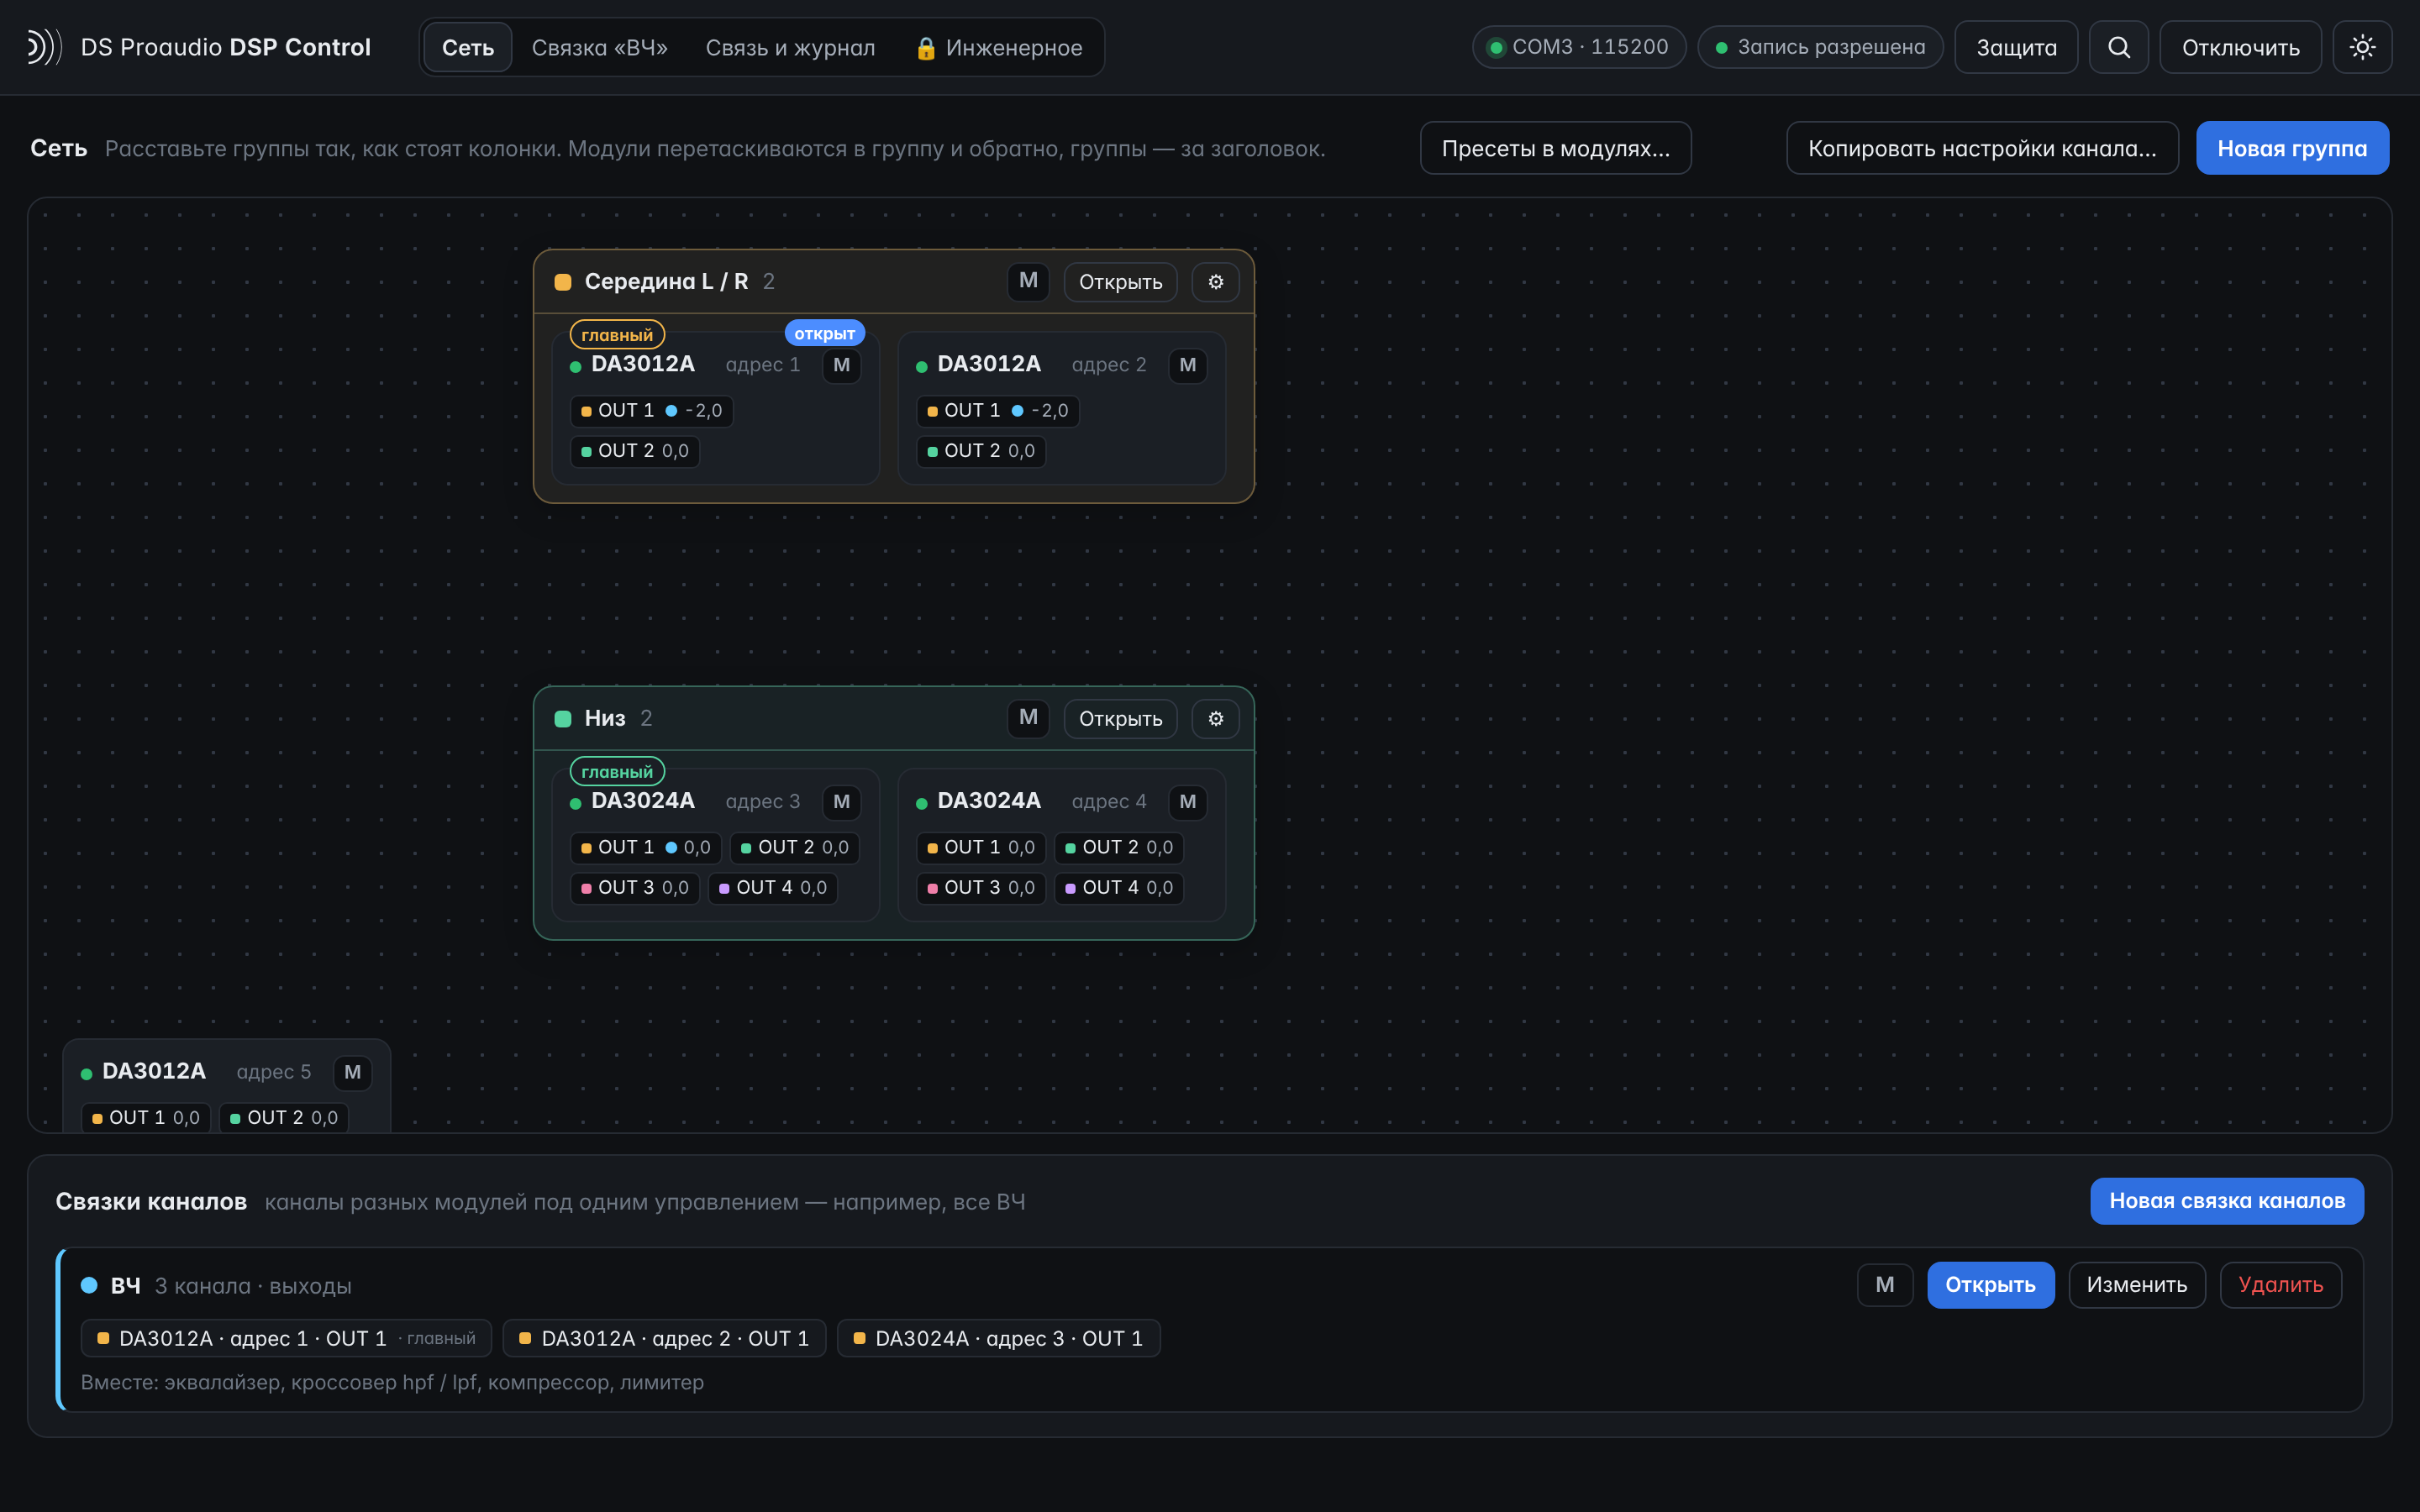 DS Proaudio DSP Control
Сеть
Связка «ВЧ»
Связь и журнал
🔒 Инженерное
COM3 · 115200
Запись разрешена
Защита
Отключить
Сеть Расставьте группы так, как стоят колонки. Модули перетаскиваются в группу и обратно, группы — за заголовок.
Пресеты в модулях...
Копировать настройки канала...
Новая группа
Середина L / R 2
M
Открыть
⚙
главный
открыт
DA3012A адрес 1 M
OUT 1 -2,0
OUT 2 0,0
DA3012A адрес 2 M
OUT 1 -2,0
OUT 2 0,0
Низ 2
M
Открыть
⚙
главный
DA3024A адрес 3 M
OUT 1 0,0 OUT 2 0,0
OUT 3 0,0 OUT 4 0,0
DA3024A адрес 4 M
OUT 1 0,0 OUT 2 0,0
OUT 3 0,0 OUT 4 0,0
DA3012A адрес 5 M
OUT 1 0,0 OUT 2 0,0
Связки каналов каналы разных модулей под одним управлением — например, все ВЧ
Новая связка каналов
ВЧ 3 канала · выходы
M
Открыть
Изменить
Удалить
DA3012A · адрес 1 · OUT 1 · главный
DA3012A · адрес 2 · OUT 1
DA3024A · адрес 3 · OUT 1
Вместе: эквалайзер, кроссовер hpf / lpf, компрессор, лимитер